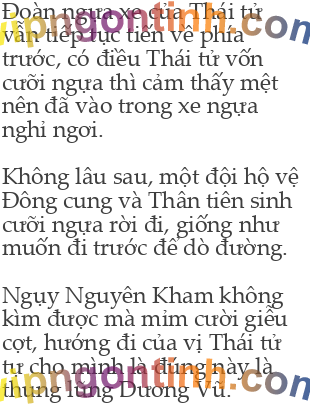 Đoàn ngựa xe của Thái tử
vẫn tiếp tục tiến về phía
trước, có điều Thái tử vốn
cưỡi ngựa thì cảm thấy mệt
nên đã vào trong xe ngựa
nghỉ ngơi.
Không lâu sau, một đội hộ vệ
Đông cung và Thân tiên sinh
cưỡi ngựa rời đi, giống như
muốn đi trước để dò đường.
Ngụy Nguyên Kham không
kìm được mà mỉm cười giễu
cợt, hướng đi của vị Thái tử
tự cho mình là đúng này là
thung lũng Dương Vũ.
vipngontinh.com
vipngontinh.com